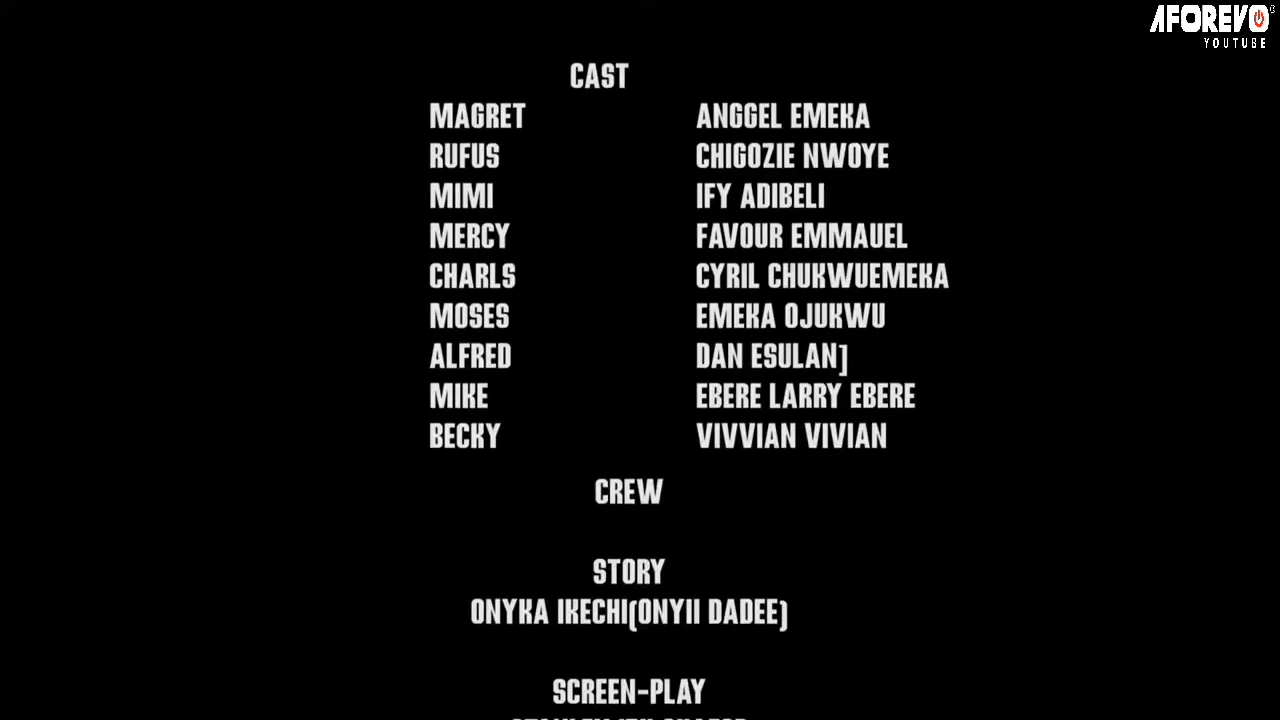 AFOREVO
YOUTUBE
CAST
MAGRET ANGGEL EMEKA
RUFUS CHIGOZIE NWOYE
MIMI IFY ADIBELI
MERCY FAVOUR EMMAUEL
CHARLS CYRIL CHUKWUEMEKA
MOSES EMEKA OJUKWU
ALFRED DAN ESULAN]
MIKE EBERE LARRY EBERE
BECKY VIVVIAN VIVIAN
CREW
STORY
ONYKA IKECHI(ONYII DADEE)
SCREEN-PLAY